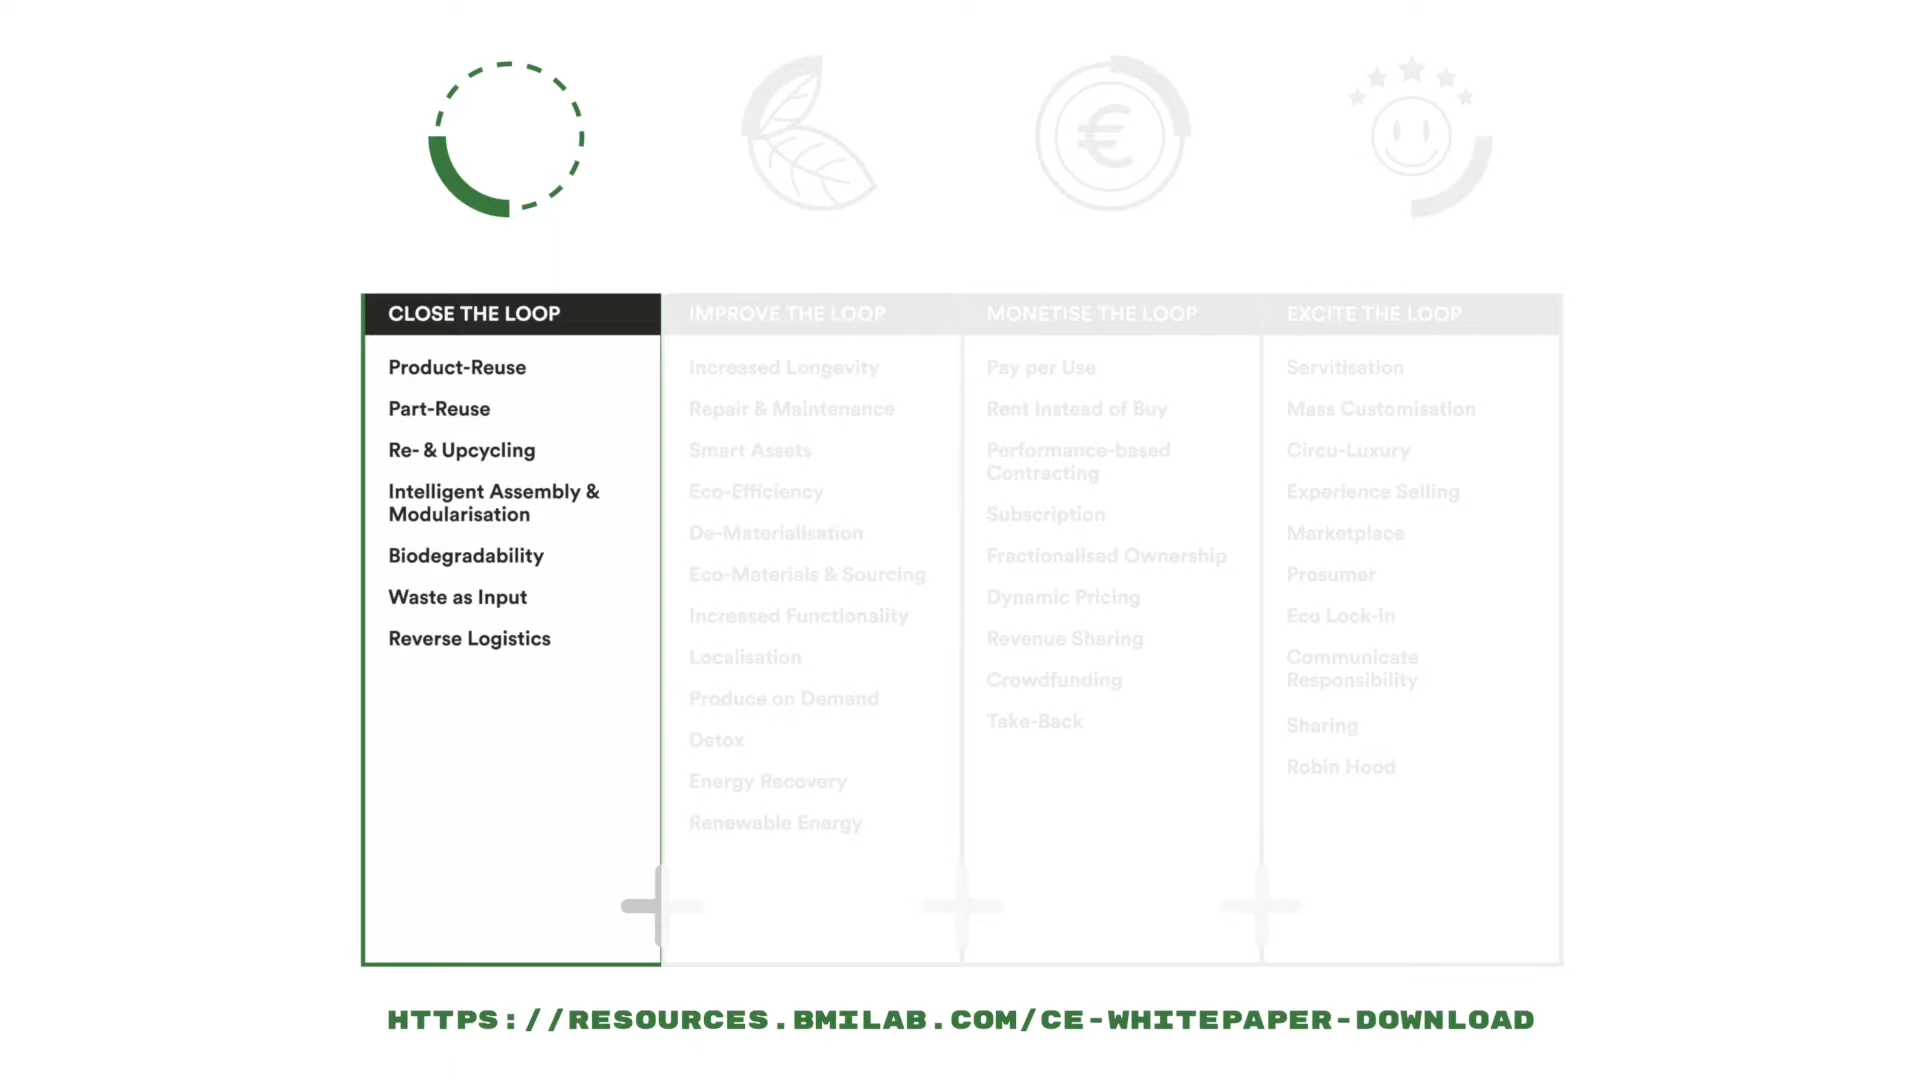 CLOSE THE LOOP
Product-Reuse
Part-Reuse
Re- & Upcycling
Intelligent Assembly &
Modularisation
Biodegradability
Waste as Input
Reverse Logistics
IMPROVE THE LOOP
Increased Longevity
Repair & Maintenance
Smart Assets
Eco-Efficiency
De-Materialisation
Eco-Materials & Sourcing
Increased Functionality
Localisation
Produce on Demand
Detox
Energy Recovery
Renewable Energy
MONETISE THE LOOP
Pay per Use
Rent Instead of Buy
Performance-based
Contracting
Subscription
Fractionalised Ownership
Dynamic Pricing
Revenue Sharing
Crowdfunding
Take-Back
EXCITE THE LOOP
Servitisation
Mass Customisation
Circu-Luxury
Experience Selling
Marketplace
Prosumer
Eco Lock-in
Communicate
Responsibility
Sharing
Robin Hood
HTTPS://RESOURCES.BMILAB.COM/CE-WHITEPAPER-DOWNLOAD